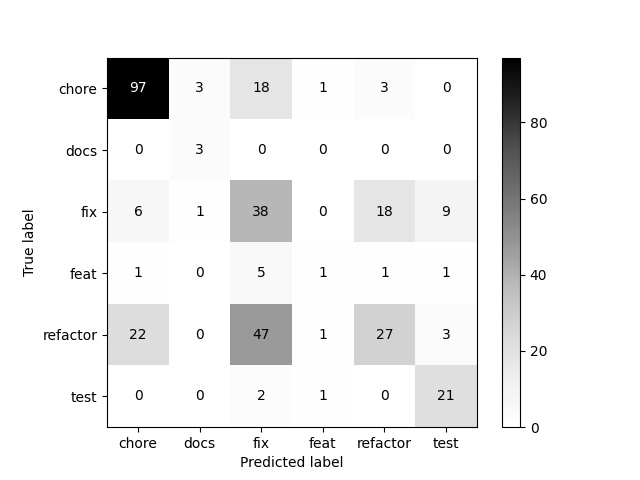 chore 97 3 18 1 3 0
docs 0 3 0 0 0 0
fix 6 1 38 0 18 9
feat 1 0 5 1 1 1
refactor 22 0 47 1 27 3
test 0 0 2 1 0 21
chore docs fix feat refactor test
Predicted label
True label
80
60
40
20
0